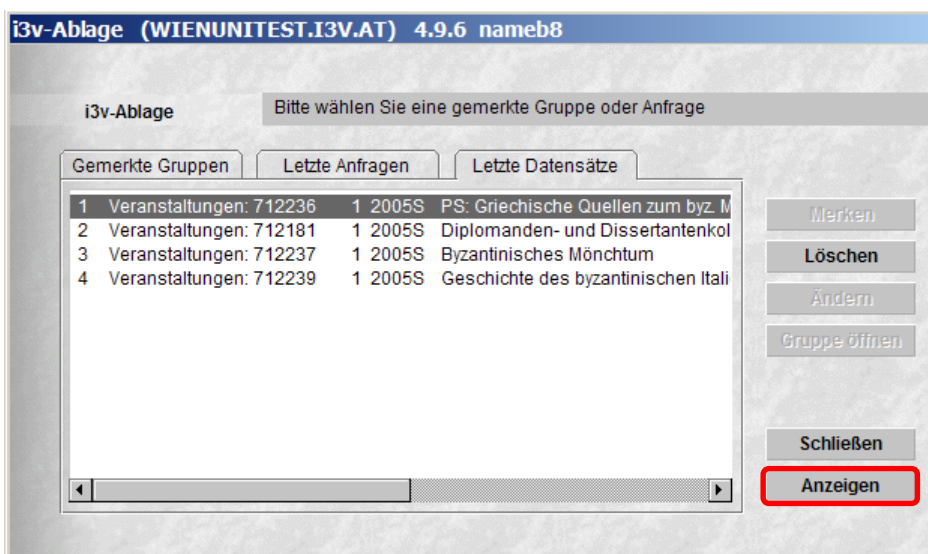 i3v-Ablage (WIENUNITEST.I3V.AT) 4.9.6 nameb8
i3v-Ablage Bitte wählen Sie eine gemerkte Gruppe oder Anfrage
Gemerkte Gruppen Letzte Anfragen Letzte Datensätze
1 Veranstaltungen: 712236 1 2005S PS: Griechische Quellen zum byz. M
2 Veranstaltungen: 712181 1 2005S Diplomanden- und Dissertantenkol
3 Veranstaltungen: 712237 1 2005S Byzantinisches Mönchtum
4 Veranstaltungen: 712239 1 2005S Geschichte des byzantinischen Itali
Merken
Löschen
Ändern
Gruppe öffnen
Schließen
Anzeigen